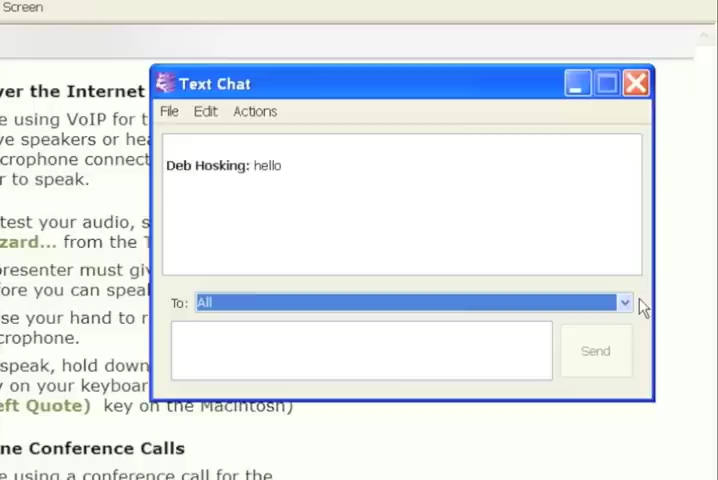 Screen
ver the Internet
e using VoIP for t
ve speakers or hea
crophone connect
r to speak.
test your audio, s
zard... from the T
presenter must giv
fore you can speal
se your hand to r
crophone.
speak, hold down
y on your keyboar
eft Quote) key on the Macintosh)
ne Conference Calls
e using a conference call for the
Text Chat
File Edit Actions
Deb Hosking: hello
To: All
Send